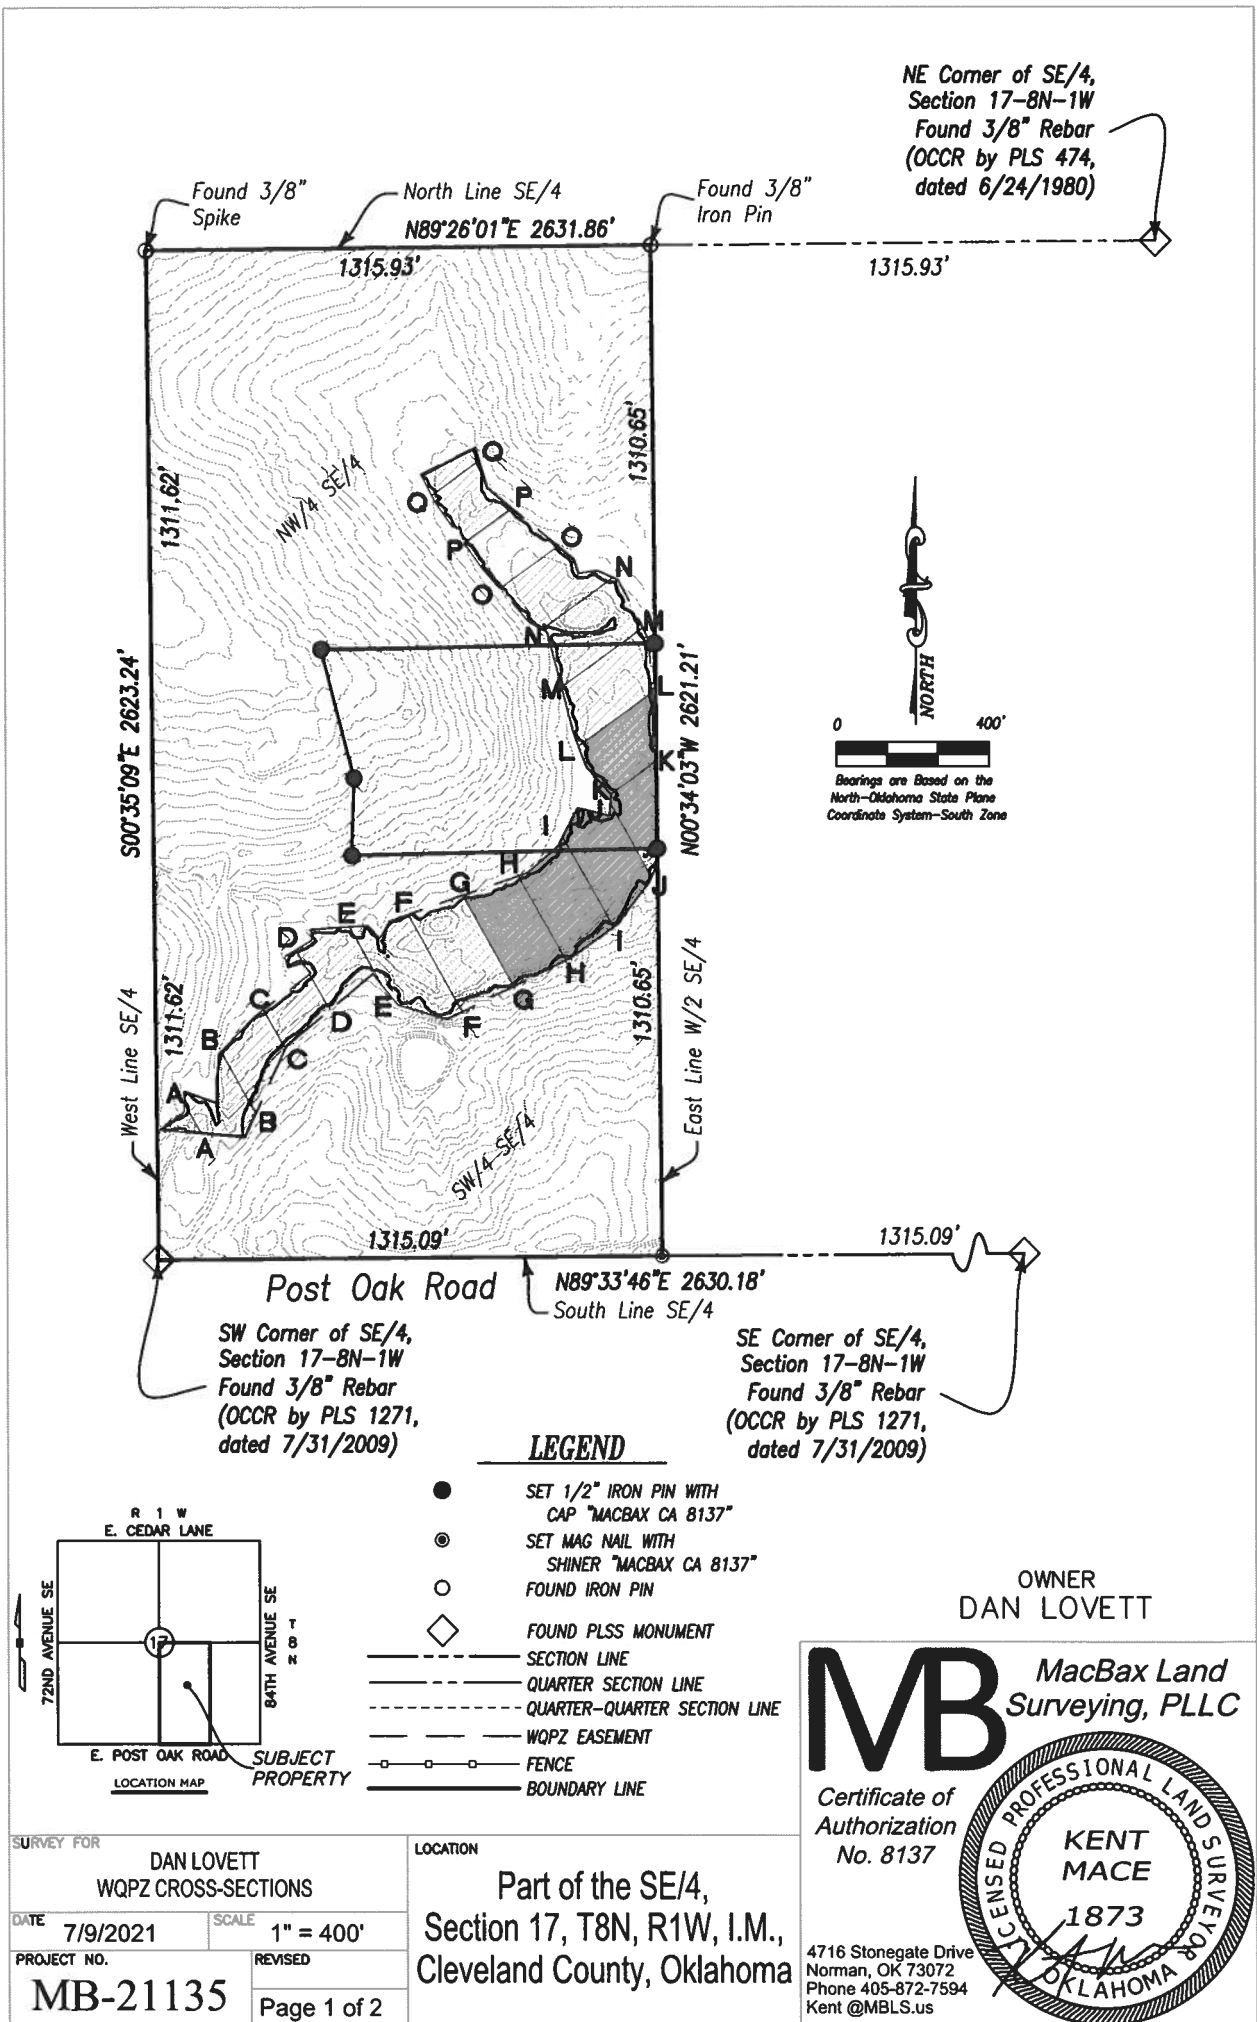 NE Corner of SE/4,
Section 17-8N-1W
Found 3/8" Rebar
(OCCR by PLS 474,
dated 6/24/1980)
Found 3/8"
Spike
North Line SE/4
Found 3/8"
Iron Pin
N89°26'01"E 2631.86'
1315.93'
1315.93'
1311.62'
1310.65'
NW/4 SE/4
Q
Q
P
P
O
O
N
N
M
M
L
L
K
K
J
J
I
I
H
H
G
G
F
F
E
E
D
D
C
C
B
B
A
A
S00°35'09"E 2623.24'
N00°34'03"W 2621.21'
NORTH
0 400'
Bearings are Based on the
North-Oklahoma State Plane
Coordinate System-South Zone
West Line SE/4
1311.62'
1310.65'
East Line W/2 SE/4
SW/4 SE/4
1315.09'
1315.09'
Post Oak Road
N89°33'46"E 2630.18'
South Line SE/4
SW Corner of SE/4,
Section 17-8N-1W
Found 3/8" Rebar
(OCCR by PLS 1271,
dated 7/31/2009)
SE Corner of SE/4,
Section 17-8N-1W
Found 3/8" Rebar
(OCCR by PLS 1271,
dated 7/31/2009)
LEGEND
SET 1/2" IRON PIN WITH
CAP "MACBAX CA 8137"
SET MAG NAIL WITH
SHINER "MACBAX CA 8137"
FOUND IRON PIN
FOUND PLSS MONUMENT
SECTION LINE
QUARTER SECTION LINE
QUARTER-QUARTER SECTION LINE
WQPZ EASEMENT
FENCE
BOUNDARY LINE
R 1 W
E. CEDAR LANE
72ND AVENUE SE
17
84TH AVENUE SE
T 8 N
E. POST OAK ROAD
LOCATION MAP
SUBJECT
PROPERTY
OWNER
DAN LOVETT
MB
MacBax Land
Surveying, PLLC
Certificate of
Authorization
No. 8137
LICENSED PROFESSIONAL LAND SURVEYOR
KENT
MACE
1873
OKLAHOMA
4716 Stonegate Drive
Norman, OK 73072
Phone 405-872-7594
Kent @MBLS.us
SURVEY FOR
DAN LOVETT
WQPZ CROSS-SECTIONS
DATE
7/9/2021
SCALE
1" = 400'
PROJECT NO.
MB-21135
REVISED
Page 1 of 2
LOCATION
Part of the SE/4,
Section 17, T8N, R1W, I.M.,
Cleveland County, Oklahoma